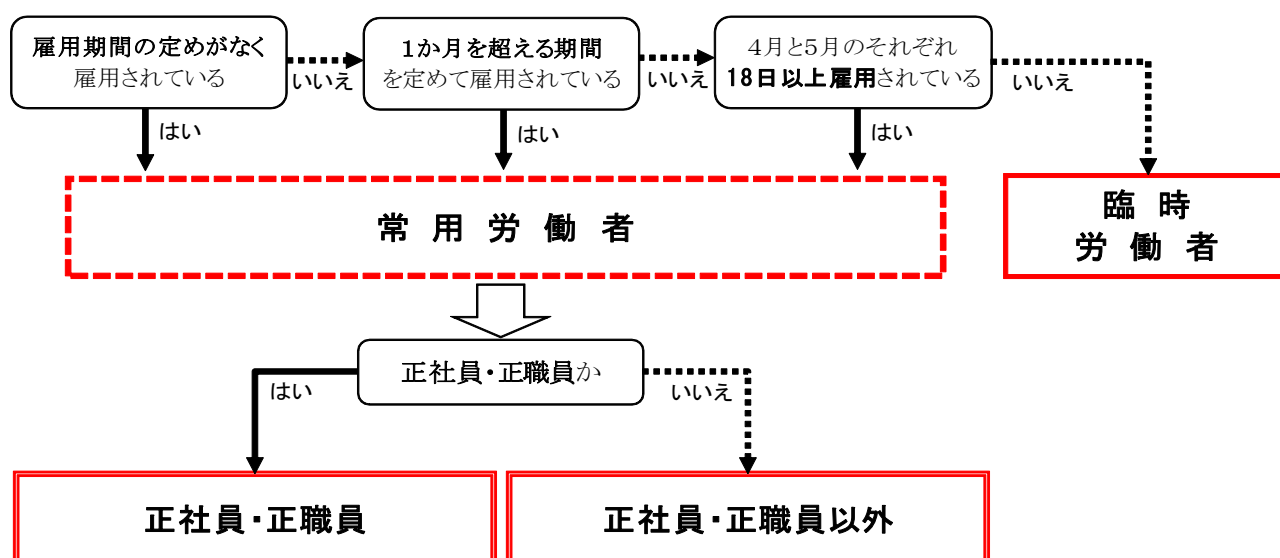 雇用期間の定めがなく
雇用されている
いいえ
1か月を超える期間
を定めて雇用されている
いいえ
4月と5月のそれぞれ
18日以上雇用されている
いいえ
はい
はい
はい
常用労働者
臨時
労働者
正社員・正職員か
はい
いいえ
正社員・正職員
正社員・正職員以外